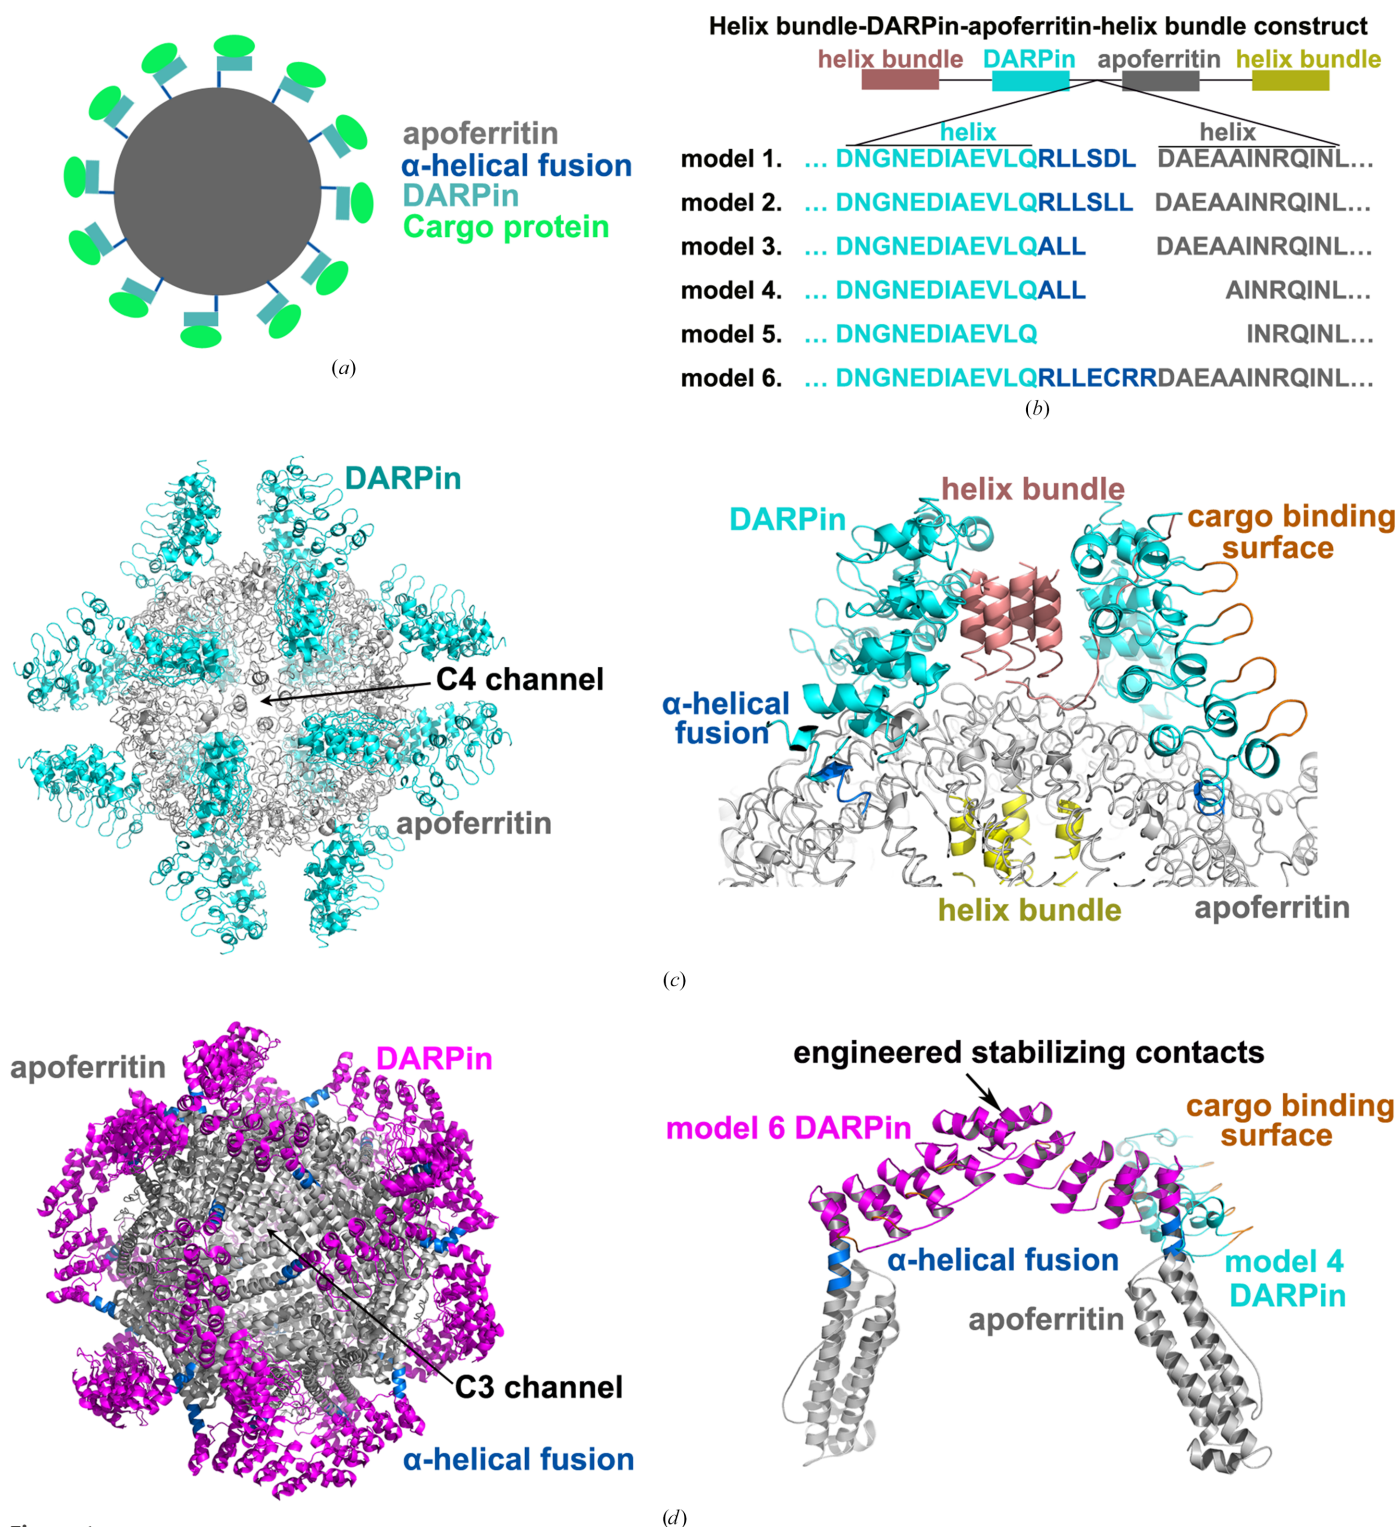 apoferritin
α-helical fusion
DARPin
Cargo protein
(a)
Helix bundle-DARPin-apoferritin-helix bundle construct
helix bundle DARPin apoferritin helix bundle
helix helix
model 1. ... DNGNEDIAEVLQRLLSDL DAEAAINRQINL...
model 2. ... DNGNEDIAEVLQRLLSLL DAEAAINRQINL...
model 3. ... DNGNEDIAEVLQALL DAEAAINRQINL...
model 4. ... DNGNEDIAEVLQALL AINRQINL...
model 5. ... DNGNEDIAEVLQ INRQINL...
model 6. ... DNGNEDIAEVLQRLLECRRDAEAAINRQINL...
(b)
DARPin
C4 channel
apoferritin
helix bundle
DARPin
cargo binding
surface
α-helical
fusion
helix bundle
apoferritin
(c)
apoferritin
DARPin
C3 channel
α-helical fusion
engineered stabilizing contacts
model 6 DARPin
cargo binding
surface
α-helical fusion
model 4
DARPin
apoferritin
(d)